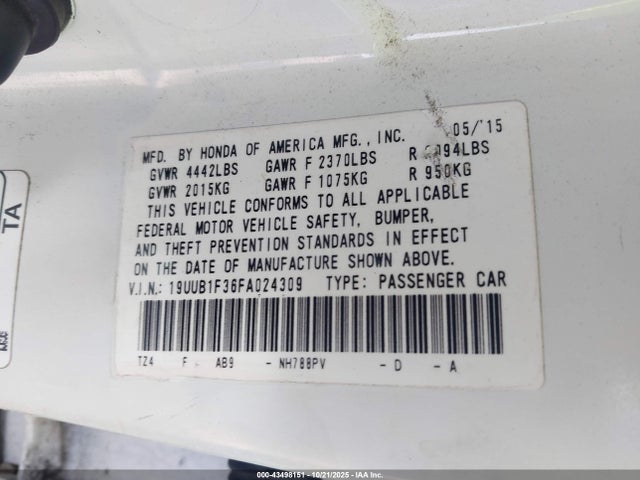 MFD. BY HONDA OF AMERICA MFG., INC. 05/'15
GVWR 4442LBS GAWR F 2370LBS R 2094LBS
GVWR 2015KG GAWR F 1075KG R 950KG
THIS VEHICLE CONFORMS TO ALL APPLICABLE
FEDERAL MOTOR VEHICLE SAFETY, BUMPER,
AND THEFT PREVENTION STANDARDS IN EFFECT
ON THE DATE OF MANUFACTURE SHOWN ABOVE.
V.I.N.: 19UUB1F36FA024309 TYPE: PASSENGER CAR
TZ4 F AB9 - NH788PV - D - A
TA
000-43498151 - 10/21/2025 - IAA Inc.